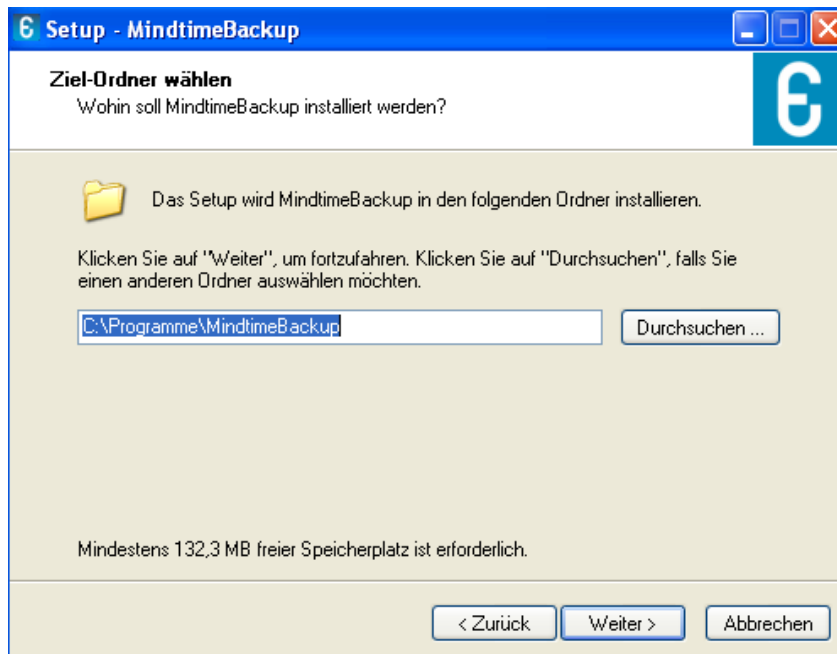 Setup - MindtimeBackup
Ziel-Ordner wählen
Wohin soll MindtimeBackup installiert werden?
Das Setup wird MindtimeBackup in den folgenden Ordner installieren.
Klicken Sie auf "Weiter", um fortzufahren. Klicken Sie auf "Durchsuchen", falls Sie
einen anderen Ordner auswählen möchten.
C:\Programme\MindtimeBackup
Durchsuchen ...
Mindestens 132,3 MB freier Speicherplatz ist erforderlich.
< Zurück
Weiter >
Abbrechen